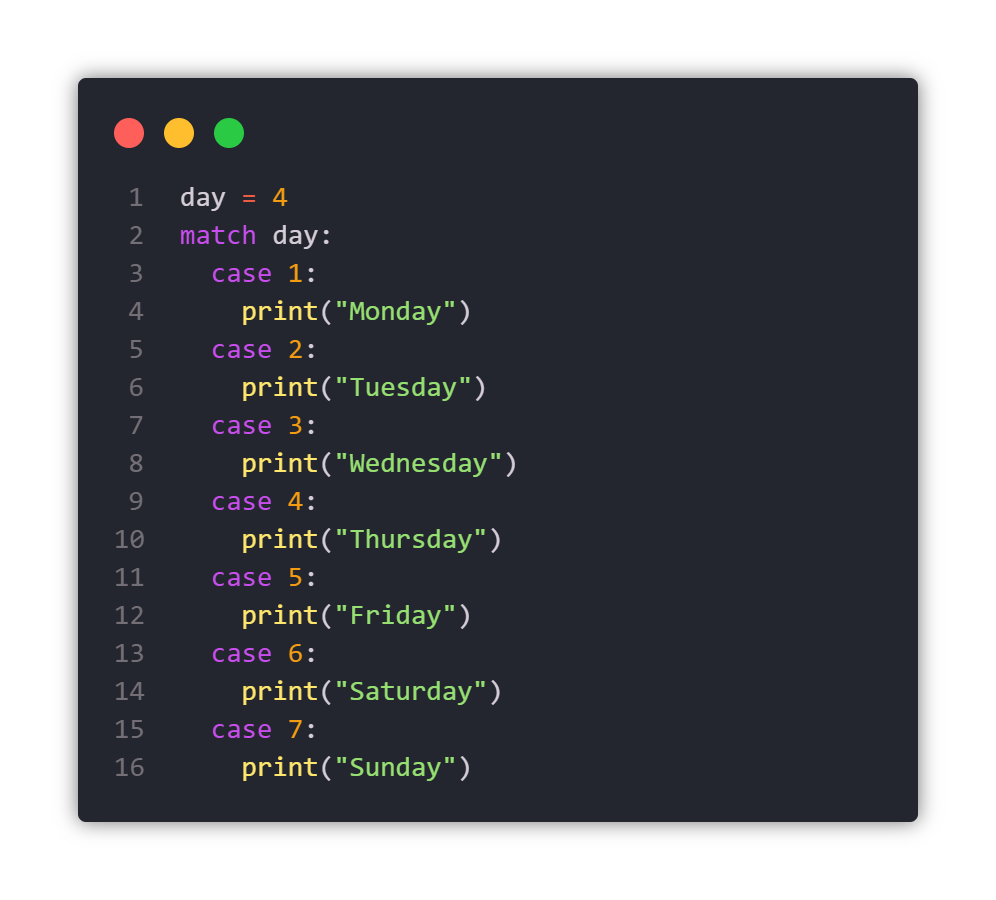 1 day = 4
2 match day:
3   case 1:
4     print("Monday")
5   case 2:
6     print("Tuesday")
7   case 3:
8     print("Wednesday")
9   case 4:
10     print("Thursday")
11   case 5:
12     print("Friday")
13   case 6:
14     print("Saturday")
15   case 7:
16     print("Sunday")